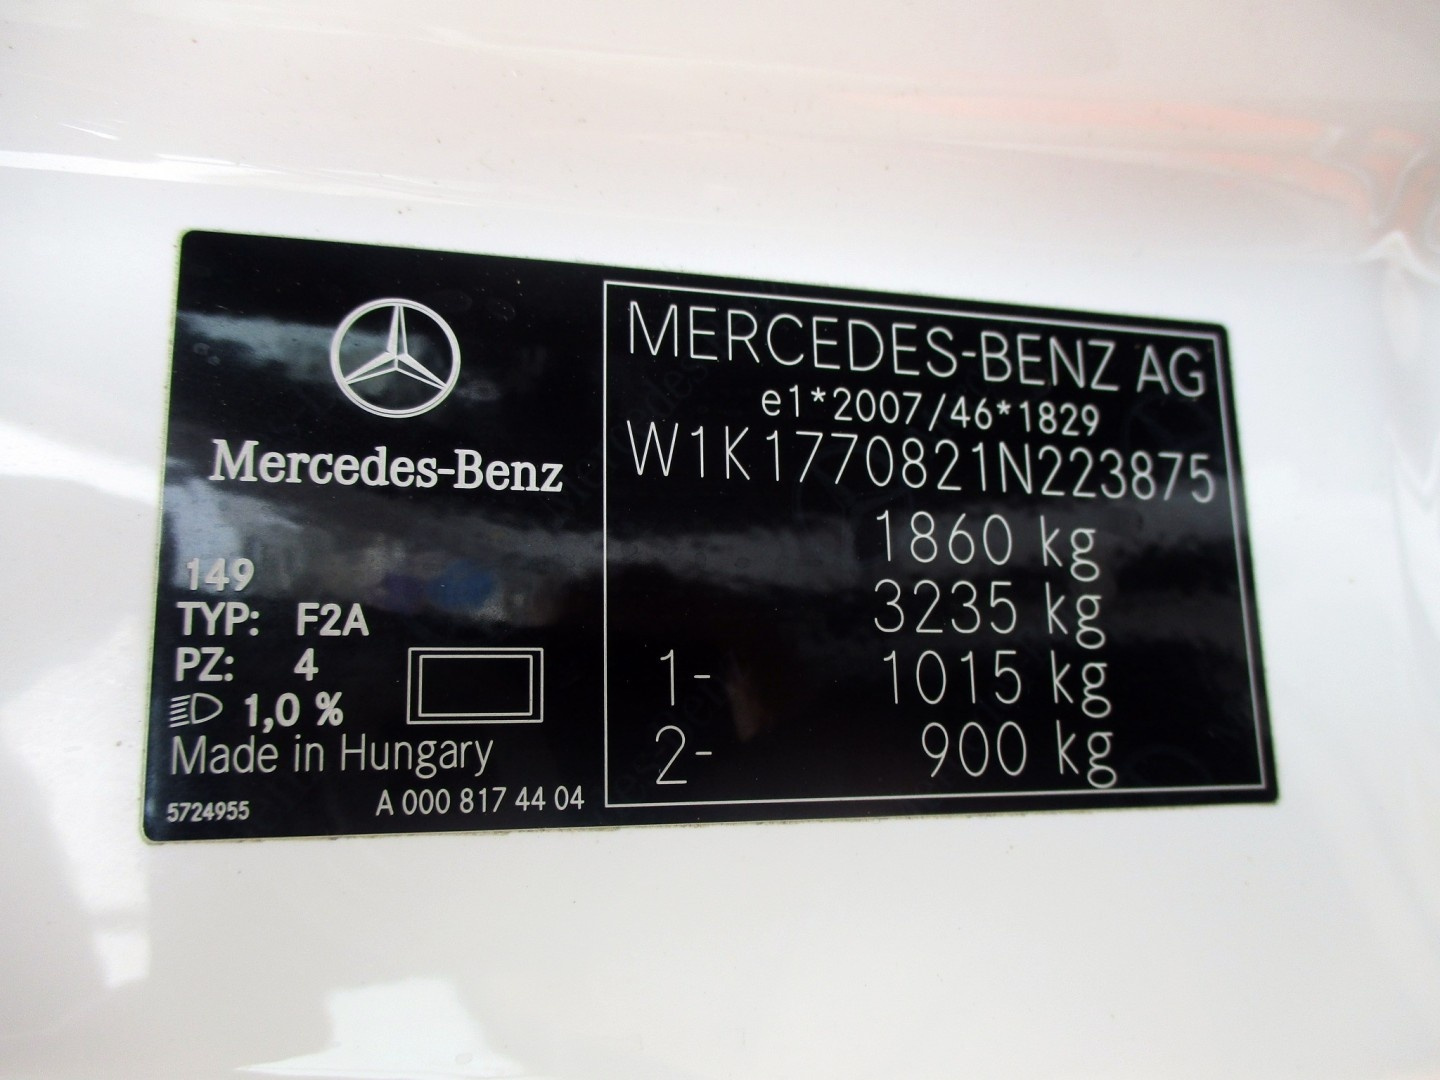 Mercedes-Benz
149
TYP: F2A
PZ: 4
1,0 %
Made in Hungary
5724955 A 000 817 44 04
MERCEDES-BENZ AG
e1*2007/46*1829
W1K1770821N223875
1860 kg
3235 kg
1- 1015 kg
2- 900 kg